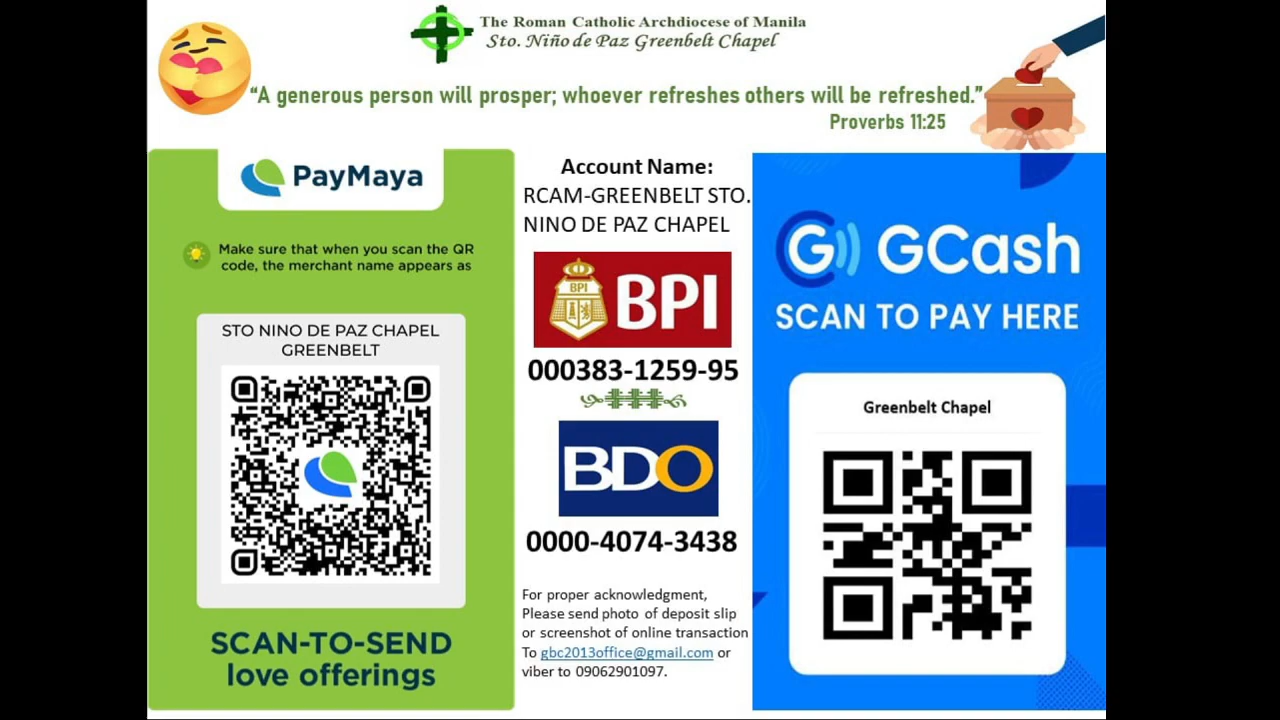 The Roman Catholic Archdiocese of Manila
Sto. Niño de Paz Greenbelt Chapel
“A generous person will prosper; whoever refreshes others will be refreshed.”
Proverbs 11:25
PayMaya
Make sure that when you scan the QR
code, the merchant name appears as
STO NINO DE PAZ CHAPEL
GREENBELT
SCAN-TO-SEND
love offerings
Account Name:
RCAM-GREENBELT STO.
NINO DE PAZ CHAPEL
BPI
BPI
000383-1259-95
BDO
0000-4074-3438
For proper acknowledgment,
Please send photo of deposit slip
or screenshot of online transaction
To gbc2013office@gmail.com or
viber to 09062901097.
G GCash
SCAN TO PAY HERE
Greenbelt Chapel